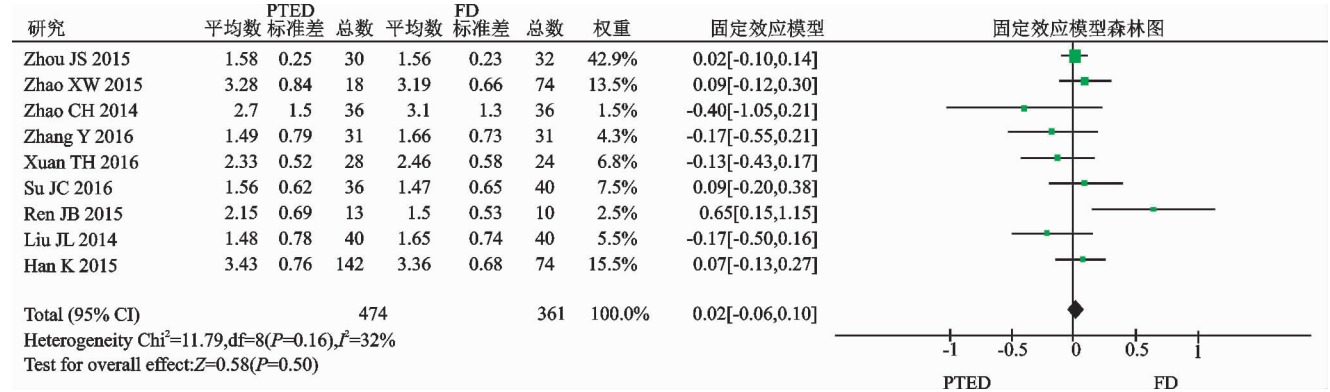 PTED FD
研究 平均数 标准差 总数 平均数 标准差 总数 权重 固定效应模型 固定效应模型森林图
Zhou JS 2015 1.58 0.25 30 1.56 0.23 32 42.9% 0.02[-0.10,0.14]
Zhao XW 2015 3.28 0.84 18 3.19 0.66 74 13.5% 0.09[-0.12,0.30]
Zhao CH 2014 2.7 1.5 36 3.1 1.3 36 1.5% -0.40[-1.05,0.21]
Zhang Y 2016 1.49 0.79 31 1.66 0.73 31 4.3% -0.17[-0.55,0.21]
Xuan TH 2016 2.33 0.52 28 2.46 0.58 24 6.8% -0.13[-0.43,0.17]
Su JC 2016 1.56 0.62 36 1.47 0.65 40 7.5% 0.09[-0.20,0.38]
Ren JB 2015 2.15 0.69 13 1.5 0.53 10 2.5% 0.65[0.15,1.15]
Liu JL 2014 1.48 0.78 40 1.65 0.74 40 5.5% -0.17[-0.50,0.16]
Han K 2015 3.43 0.76 142 3.36 0.68 74 15.5% 0.07[-0.13,0.27]
Total (95% CI) 474 361 100.0% 0.02[-0.06,0.10]
Heterogeneity Chi²=11.79,df=8(P=0.16),I²=32%
Test for overall effect:Z=0.58(P=0.50)
-1 -0.5 0 0.5 1
PTED FD